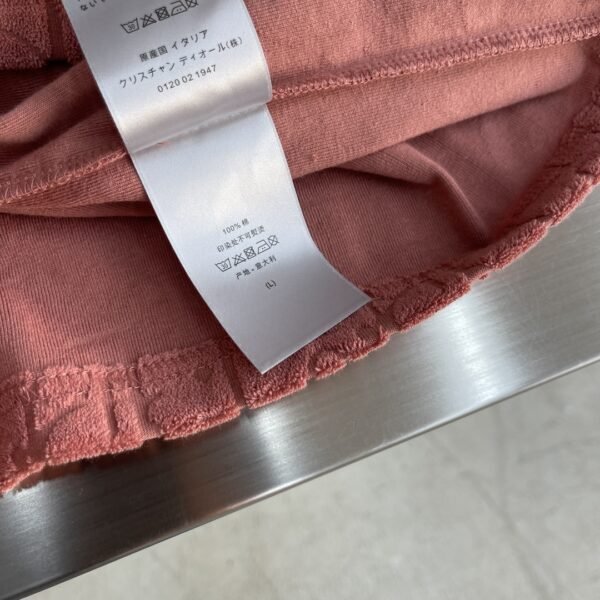 原産国 イタリア
クリスチャン ディオール(株)
0120 02 1947
100% 棉
印染处不可熨烫
产地 - 意大利
(L)